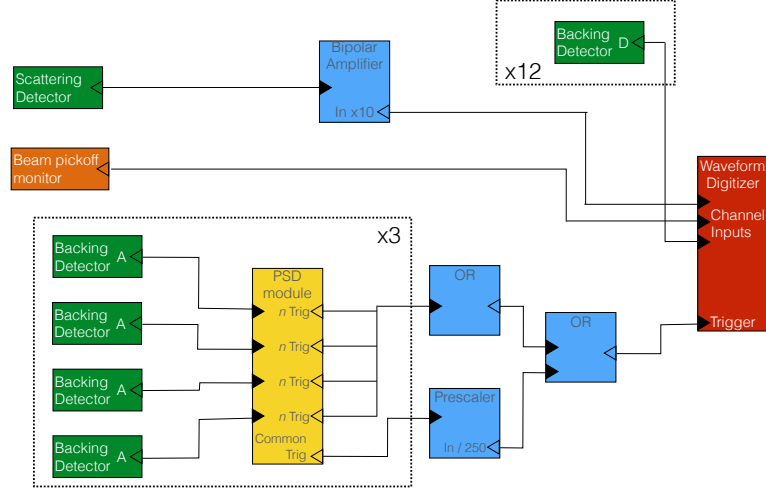 Bipolar
Amplifier
In x10
Backing
Detector D
x12
Scattering
Detector
Beam pickoff
monitor
Waveform
Digitizer
Channel
Inputs
Trigger
x3
Backing
Detector A
Backing
Detector A
Backing
Detector A
Backing
Detector A
PSD
module
n Trig
n Trig
n Trig
n Trig
Common
Trig
OR
OR
Prescaler
In / 250